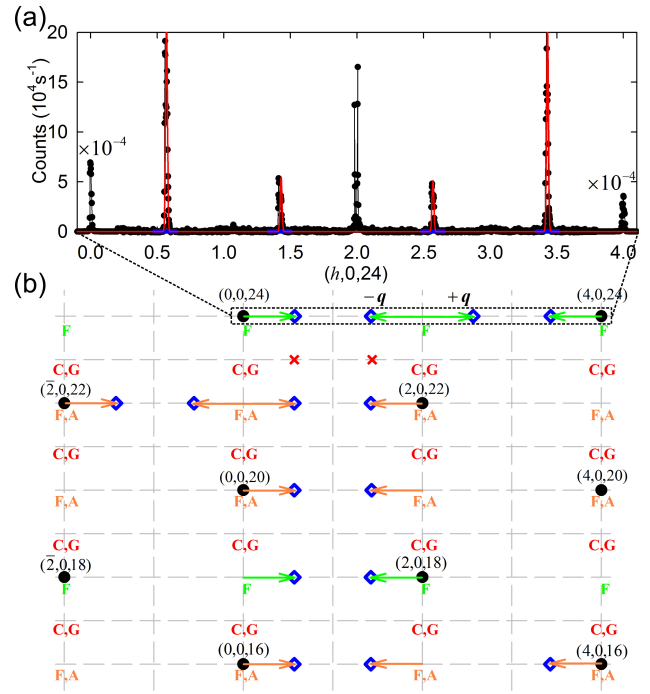 (a)
20
15
10
5
0
Counts (10⁴s⁻¹)
×10⁻⁴
×10⁻⁴
0.0 0.5 1.0 1.5 2.0 2.5 3.0 3.5 4.0
(h,0,24)
(b)
(0,0,24) −q +q (4,0,24)
F F F F
C,G C,G C,G C,G
(2̅,0,22) (2,0,22)
F,A F,A F,A F,A
C,G C,G C,G C,G
(0,0,20) (4,0,20)
F,A F,A F,A F,A
C,G C,G C,G C,G
(2̅,0,18) (2,0,18)
F F F F
C,G C,G C,G C,G
(0,0,16) (4,0,16)
F,A F,A F,A F,A